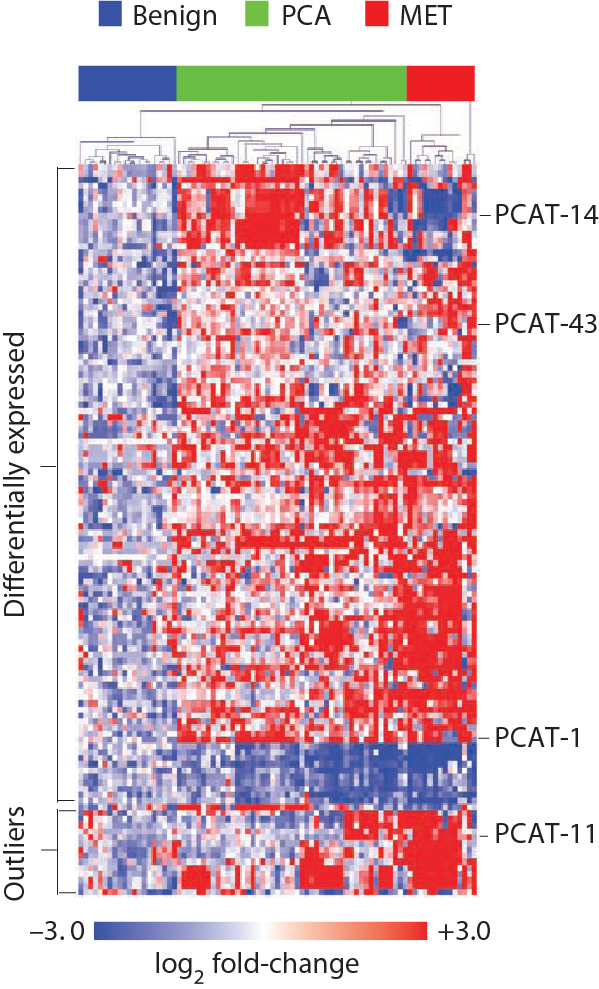 Benign PCA MET
PCAT-14
PCAT-43
Differentially expressed
PCAT-1
Outliers
PCAT-11
–3.0 +3.0
log₂ fold-change